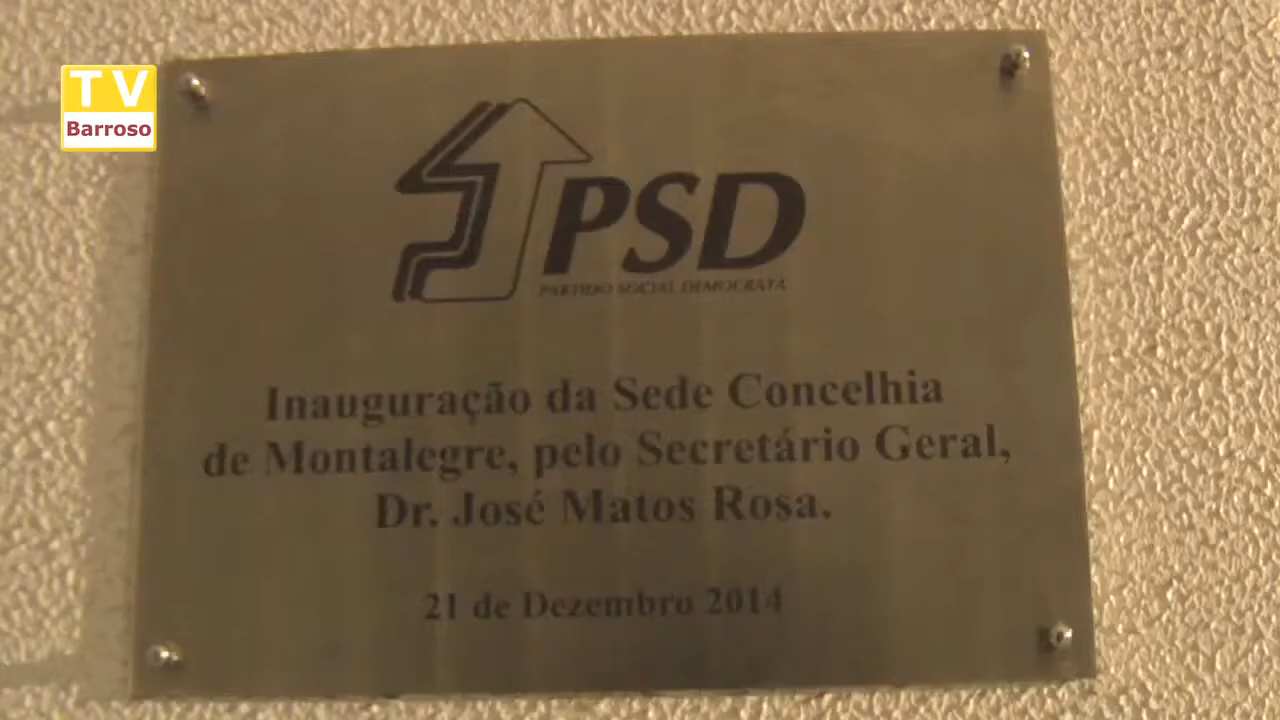 TV
Barroso
PSD
PARTIDO SOCIAL DEMOCRATA
Inauguração da Sede Concelhia
de Montalegre, pelo Secretário Geral,
Dr. José Matos Rosa.
21 de Dezembro 2014